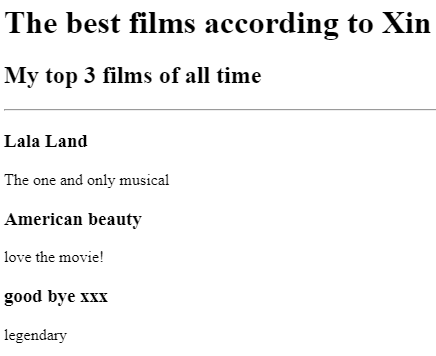 The best films according to Xin
My top 3 films of all time
Lala Land
The one and only musical
American beauty
love the movie!
good bye xxx
legendary